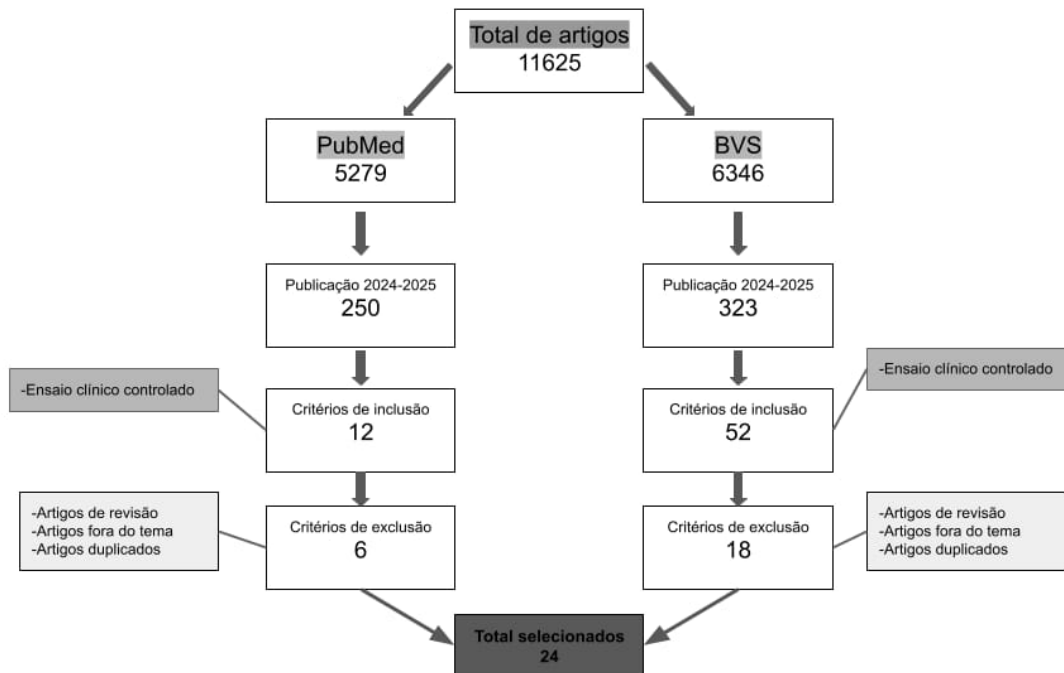 Total de artigos
11625
PubMed
5279
BVS
6346
Publicação 2024-2025
250
Publicação 2024-2025
323
-Ensaio clínico controlado
-Ensaio clínico controlado
Critérios de inclusão
12
Critérios de inclusão
52
-Artigos de revisão
-Artigos fora do tema
-Artigos duplicados
Critérios de exclusão
6
Critérios de exclusão
18
-Artigos de revisão
-Artigos fora do tema
-Artigos duplicados
Total selecionados
24